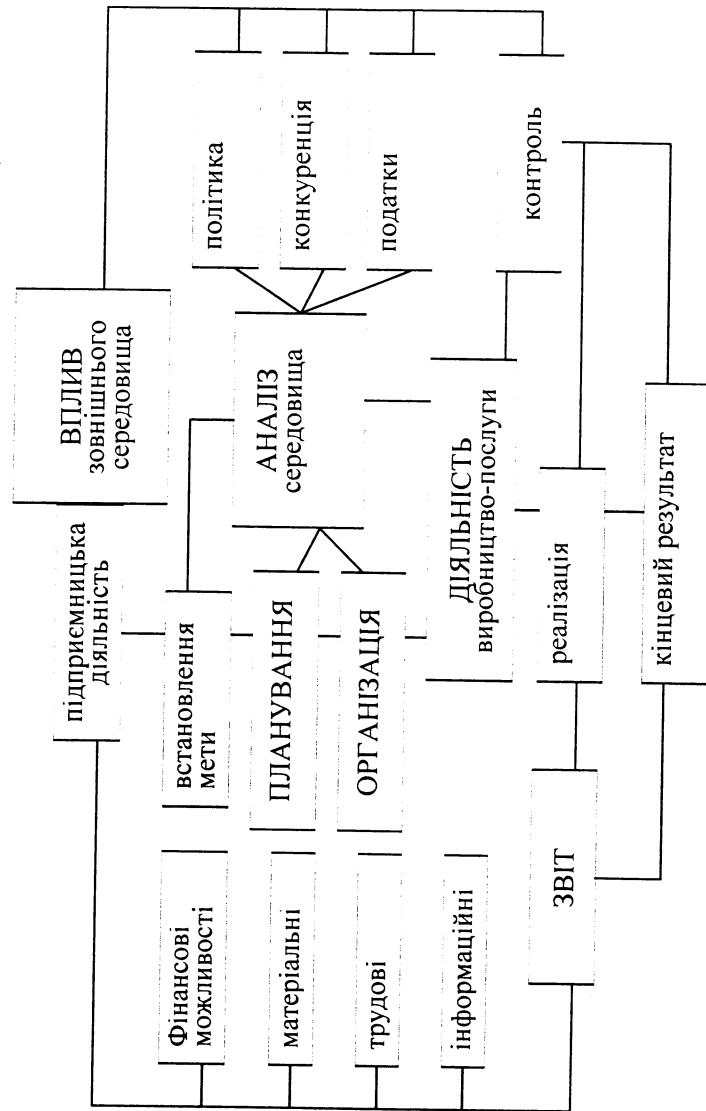 підприємницька
діяльність
ВПЛИВ
зовнішнього
середовища
Фінансові
можливості
встановлення
мети
політика
матеріальні
ПЛАНУВАННЯ
АНАЛІЗ
середовища
конкуренція
трудові
ОРГАНІЗАЦІЯ
податки
інформаційні
ДІЯЛЬНІСТЬ
виробництво-послуги
контроль
ЗВІТ
реалізація
кінцевий результат